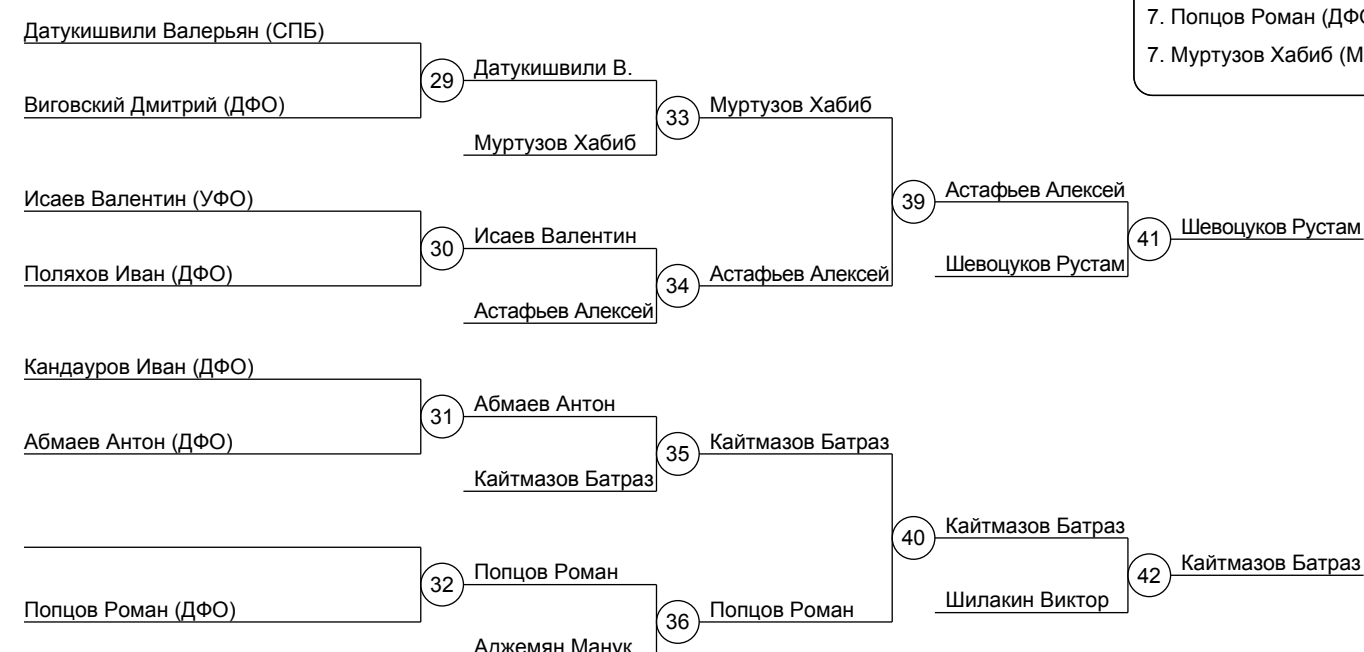 7. Попцов Роман (ДФО
7. Муртузов Хабиб (М
Датукишвили Валерьян (СПБ)
29
Датукишвили В.
Виговский Дмитрий (ДФО)
33
Муртузов Хабиб
Муртузов Хабиб
Исаев Валентин (УФО)
39
Астафьев Алексей
30
Исаев Валентин
41
Шевоцуков Рустам
Поляхов Иван (ДФО)
34
Астафьев Алексей
Шевоцуков Рустам
Астафьев Алексей
Кандауров Иван (ДФО)
31
Абмаев Антон
Абмаев Антон (ДФО)
35
Кайтмазов Батраз
Кайтмазов Батраз
40
Кайтмазов Батраз
32
Попцов Роман
42
Кайтмазов Батраз
Попцов Роман (ДФО)
36
Попцов Роман
Шилакин Виктор
Аджемян Манук